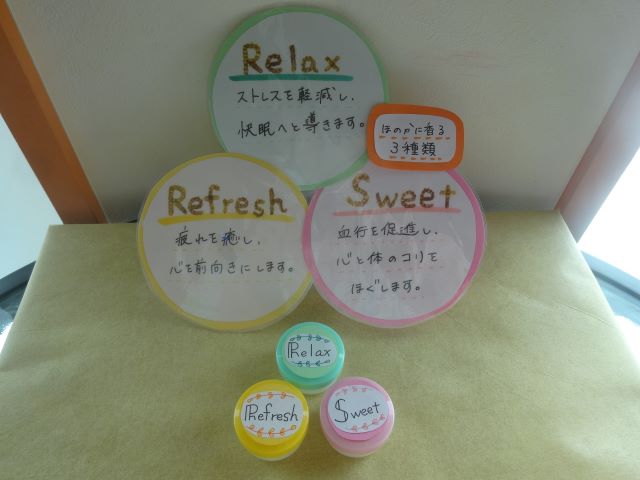 Relax
ストレスを軽減し、
快眠へと導きます。
ほのかに香る
3種類
Refresh
疲れを癒し、
心を前向きにします。
Sweet
血行を促進し、
心と体のコリを
ほぐします。
Relax
Refresh
Sweet